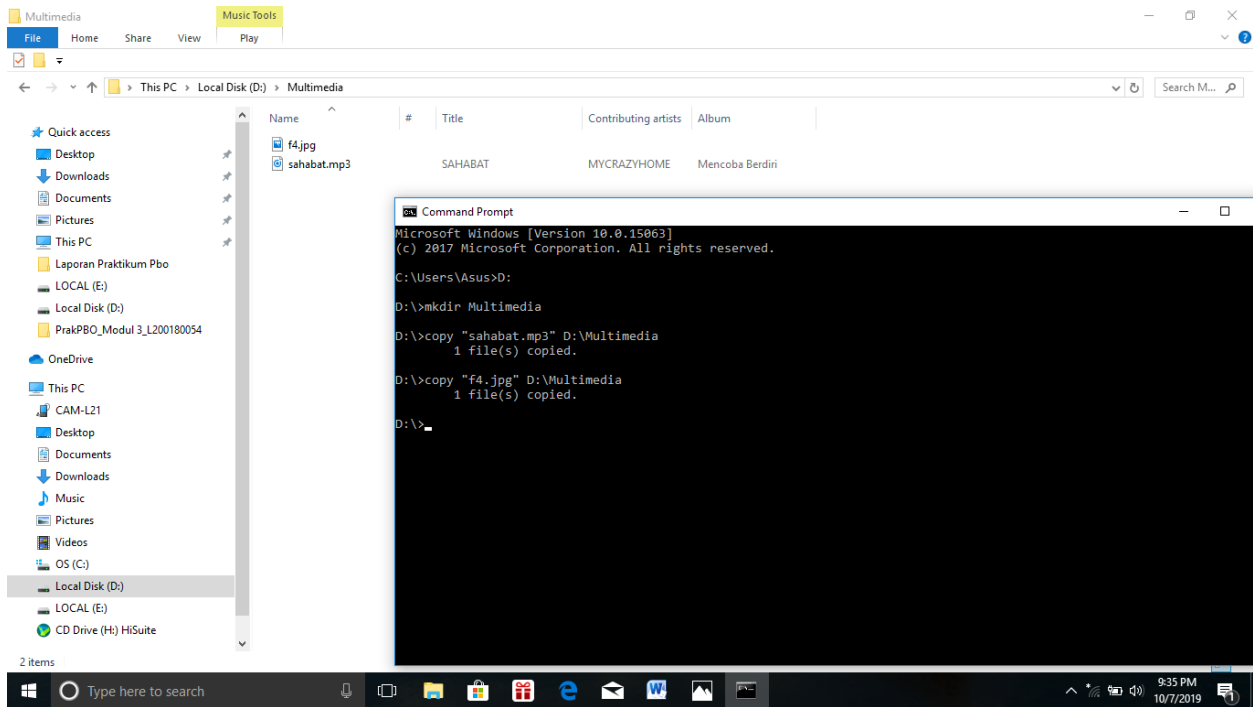 Multimedia
Music Tools
File Home Share View Play
This PC › Local Disk (D:) › Multimedia
Search M...
Name # Title Contributing artists Album
f4.jpg
sahabat.mp3 SAHABAT MYCRAZYHOME Mencoba Berdiri
Quick access
Desktop
Downloads
Documents
Pictures
This PC
Laporan Praktikum Pbo
LOCAL (E:)
Local Disk (D:)
PrakPBO_Modul 3_L200180054
OneDrive
This PC
CAM-L21
Desktop
Documents
Downloads
Music
Pictures
Videos
OS (C:)
Local Disk (D:)
LOCAL (E:)
CD Drive (H:) HiSuite
2 items
Command Prompt
Microsoft Windows [Version 10.0.15063]
(c) 2017 Microsoft Corporation. All rights reserved.
C:\Users\Asus>D:
D:\>mkdir Multimedia
D:\>copy "sahabat.mp3" D:\Multimedia
1 file(s) copied.
D:\>copy "f4.jpg" D:\Multimedia
1 file(s) copied.
D:\>
Type here to search
9:35 PM
10/7/2019
1